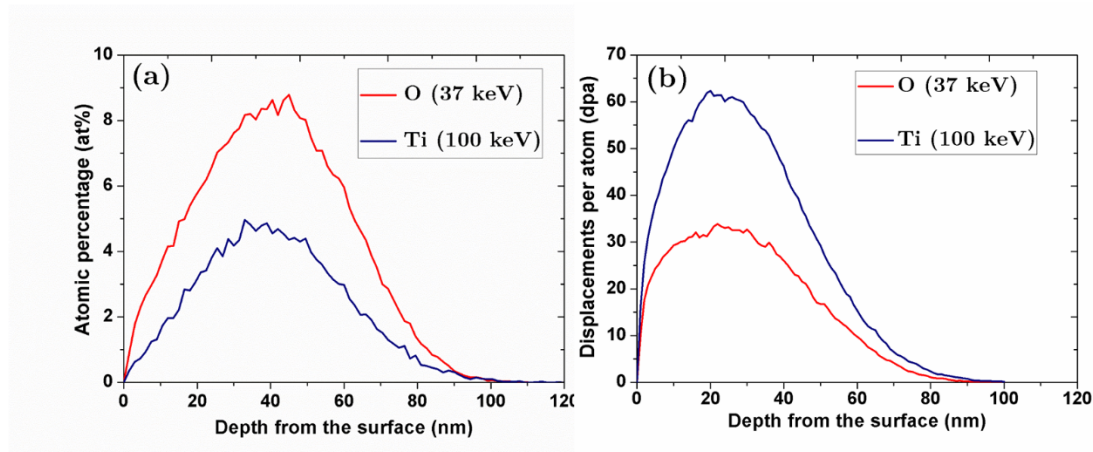 (a)
O (37 keV)
Ti (100 keV)
Atomic percentage (at%)
10
8
6
4
2
0
0 20 40 60 80 100 12
Depth from the surface (nm)
(b)
O (37 keV)
Ti (100 keV)
Displacements per atom (dpa)
70
60
50
40
30
20
10
0
0 20 40 60 80 100 120
Depth from the surface (nm)